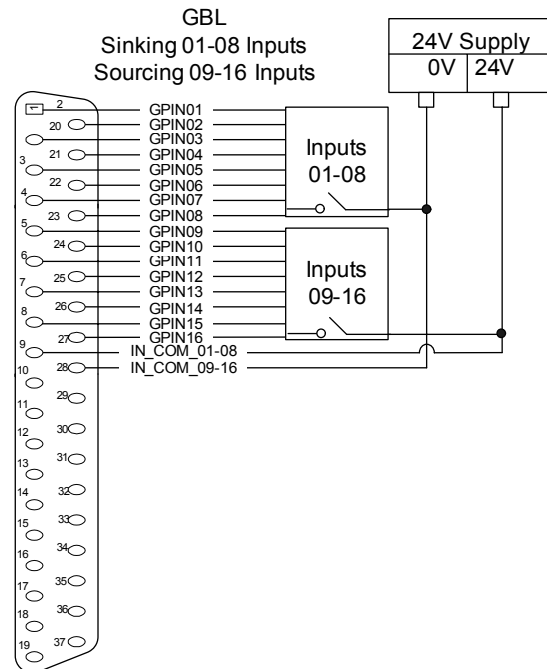 GBL
Sinking 01-08 Inputs
Sourcing 09-16 Inputs
24V Supply
0V 24V
1
2
GPIN01
20
GPIN02
GPIN03
21
GPIN04
3
GPIN05
22
GPIN06
4
GPIN07
23
GPIN08
5
GPIN09
24
GPIN10
6
GPIN11
25
GPIN12
7
GPIN13
26
GPIN14
8
GPIN15
27
GPIN16
9
IN_COM_01-08
28
IN_COM_09-16
10
29
11
30
12
31
13
32
14
33
15
34
16
35
17
36
18
37
19
Inputs
01-08
Inputs
09-16